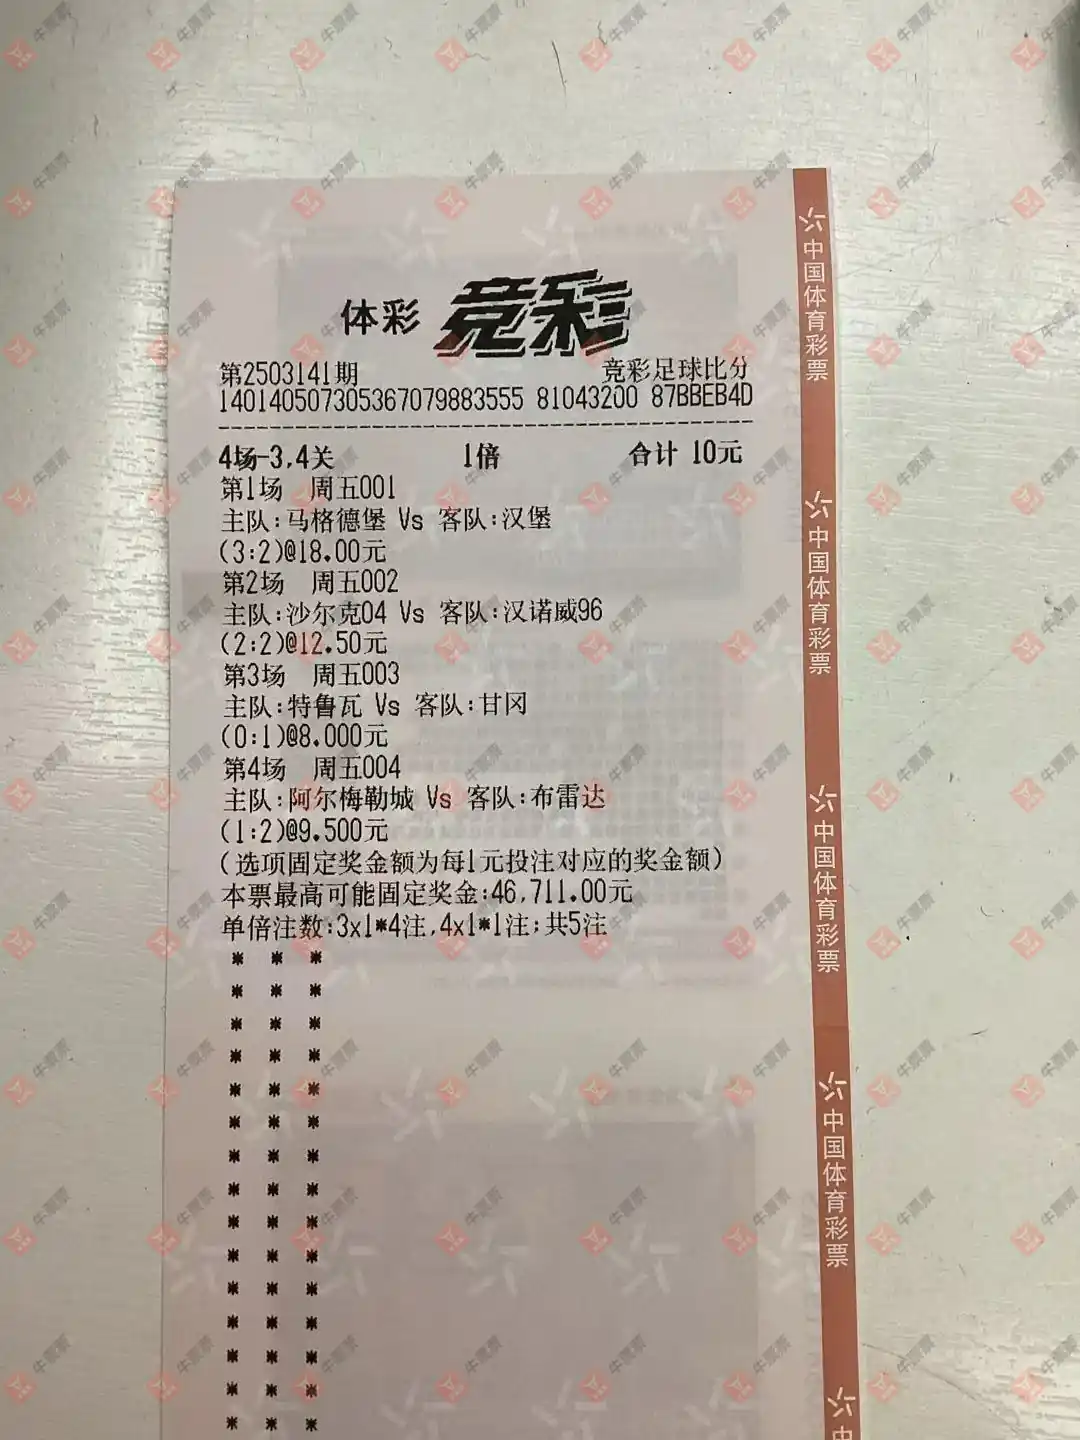 体彩 竞彩
第2503141期 竞彩足球比分
140140507305367079883555 81043200 87BBEB4D
4场-3,4关 1倍 合计 10元
第1场 周五001
主队:马格德堡 Vs 客队:汉堡
(3:2)@18.00元
第2场 周五002
主队:沙尔克04 Vs 客队:汉诺威96
(2:2)@12.50元
第3场 周五003
主队:特鲁瓦 Vs 客队:甘冈
(0:1)@8.000元
第4场 周五004
主队:阿尔梅勒城 Vs 客队:布雷达
(1:2)@9.500元
(选项固定奖金额为每1元投注对应的奖金额)
本票最高可能固定奖金:46,711.00元
单倍注数:3x1*4注,4x1*1注;共5注
中国体育彩票
中国体育彩票
中国体育彩票
中国体育彩票
中
牛票票